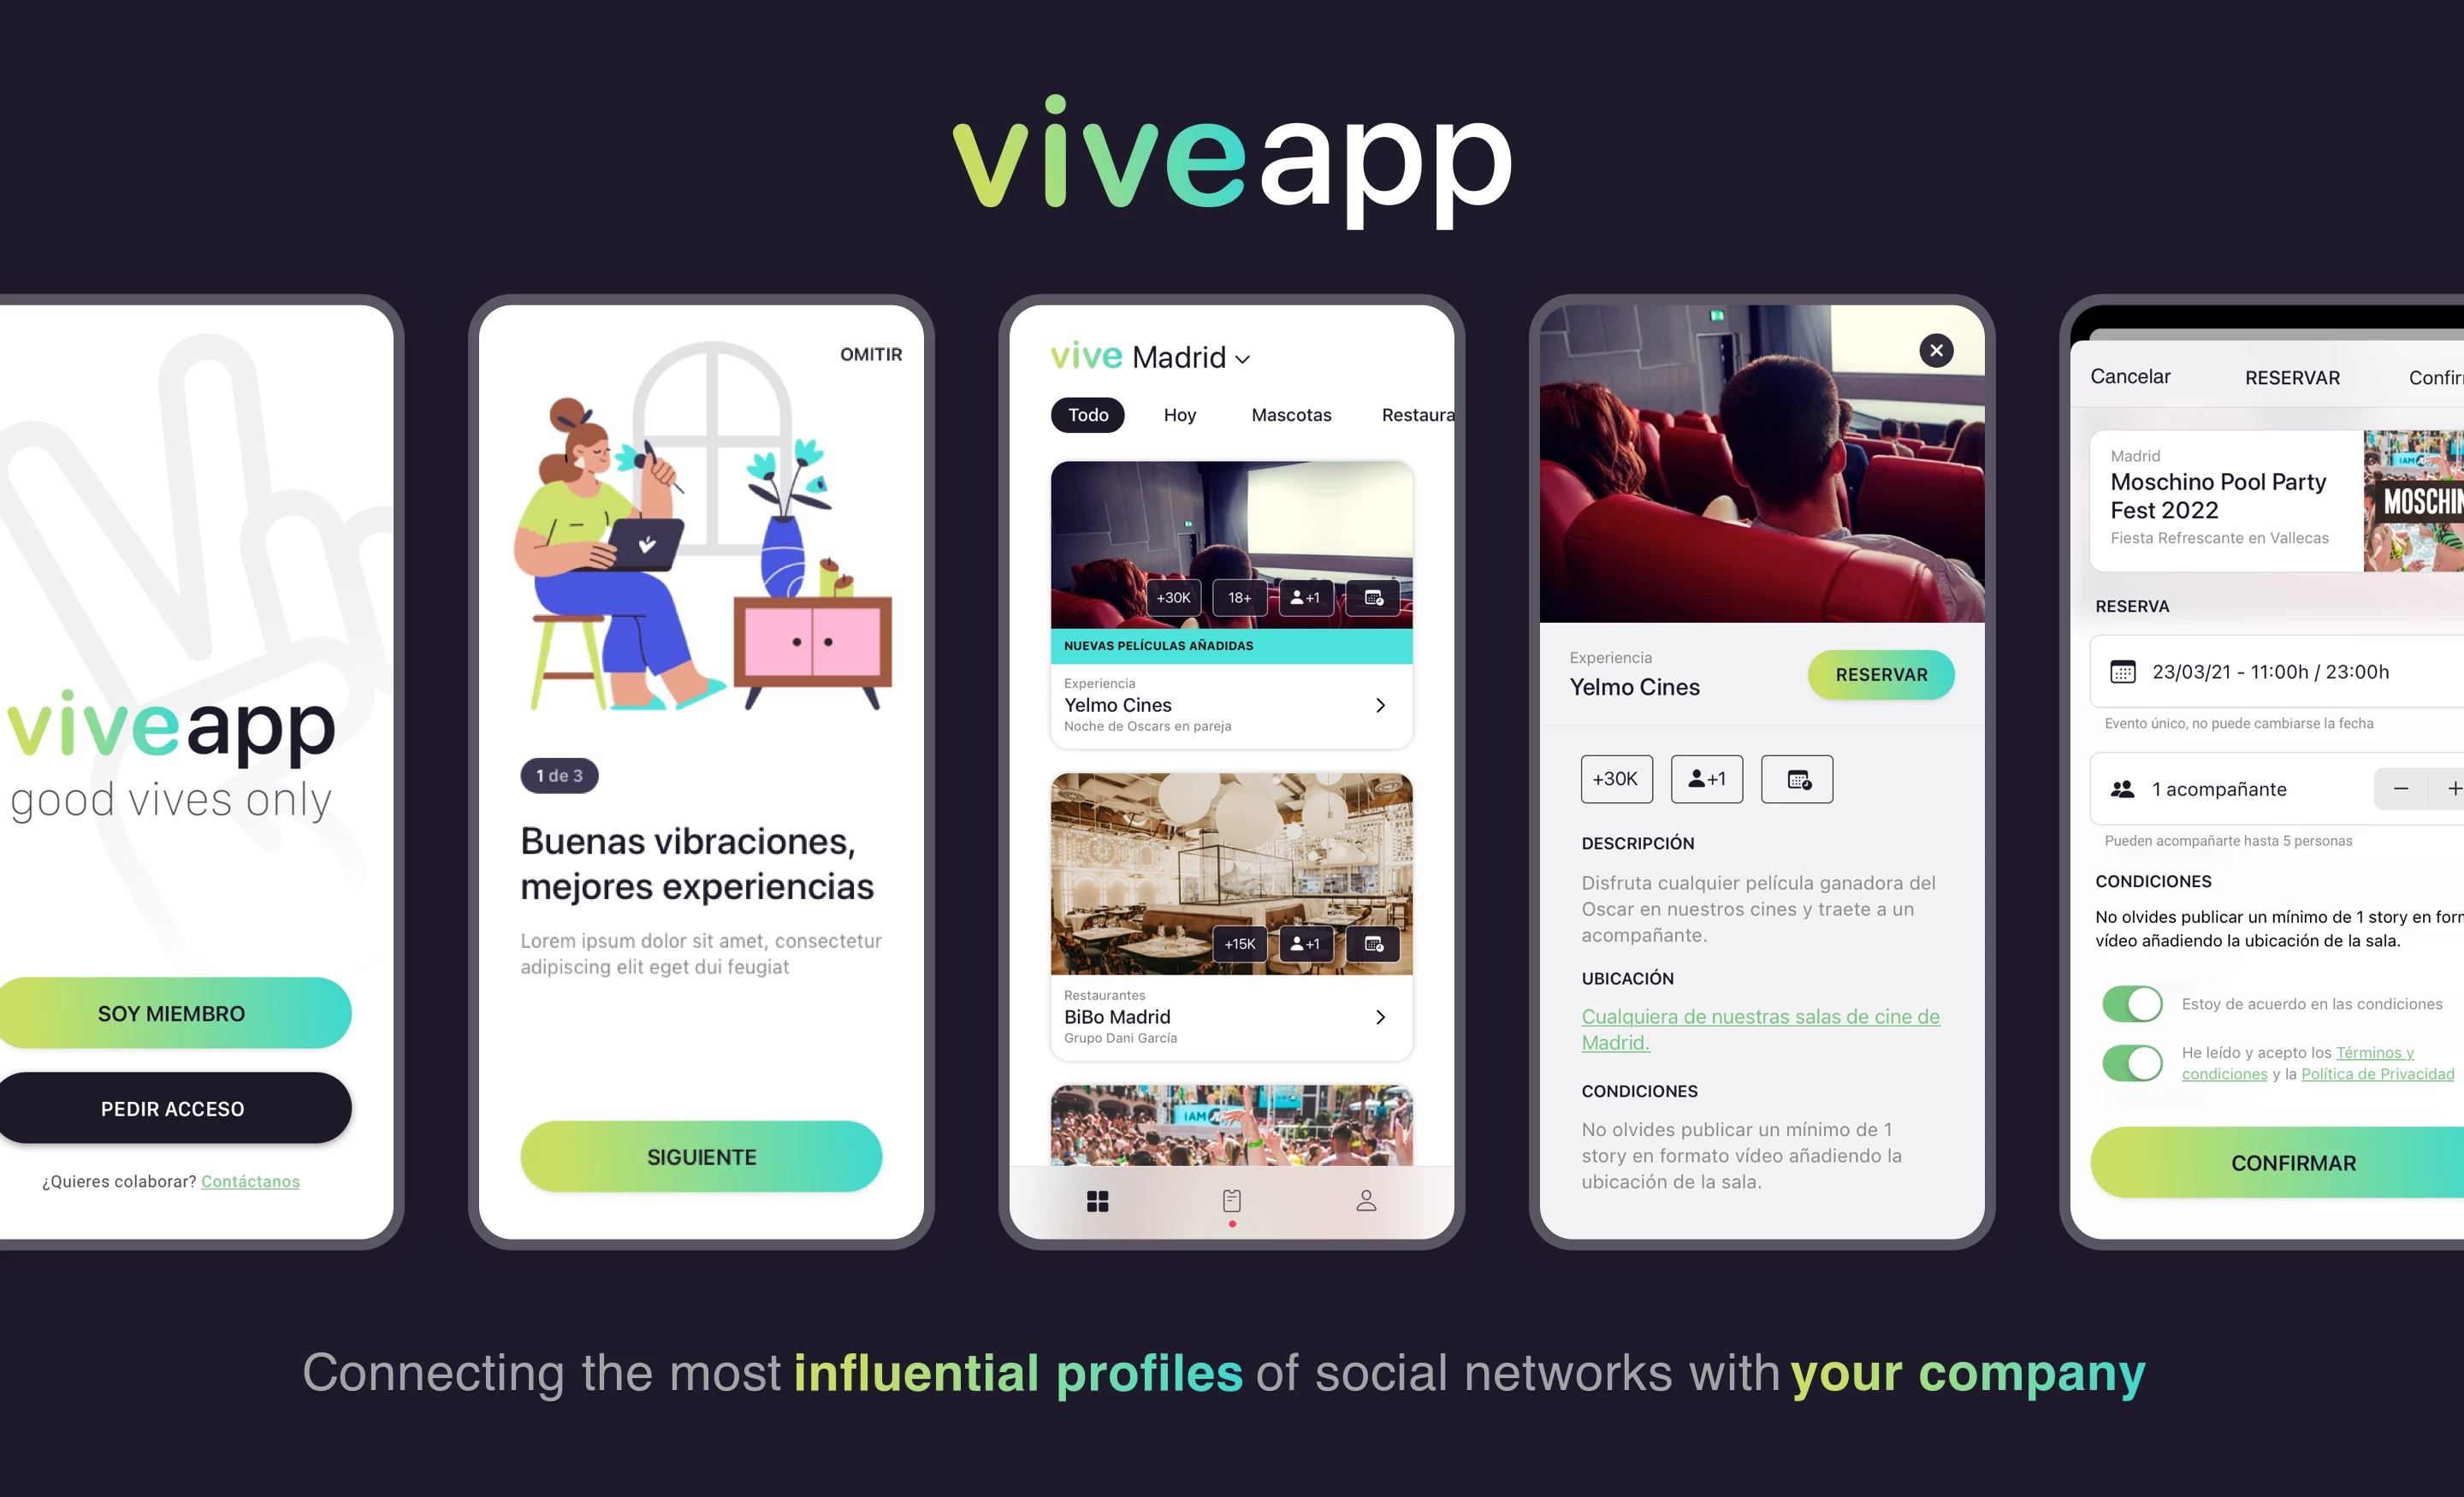 viveapp
viveapp
good vives only
SOY MIEMBRO
PEDIR ACCESO
¿Quieres colaborar? Contáctanos
OMITIR
1 de 3
Buenas vibraciones,
mejores experiencias
Lorem ipsum dolor sit amet, consectetur
adipiscing elit eget dui feugiat
SIGUIENTE
vive Madrid
Todo Hoy Mascotas Restaura
+30K 18+ +1
NUEVAS PELÍCULAS AÑADIDAS
Experiencia
Yelmo Cines
Noche de Oscars en pareja
+15K +1
Restaurantes
BiBo Madrid
Grupo Dani García
IAM
Experiencia
Yelmo Cines
RESERVAR
+30K +1
DESCRIPCIÓN
Disfruta cualquier película ganadora del
Oscar en nuestros cines y traete a un
acompañante.
UBICACIÓN
Cualquiera de nuestras salas de cine de
Madrid.
CONDICIONES
No olvides publicar un mínimo de 1
story en formato vídeo añadiendo la
ubicación de la sala.
Cancelar RESERVAR Confir
Madrid
Moschino Pool Party
Fest 2022
Fiesta Refrescante en Vallecas
IAM
MOSCHIN
RESERVA
23/03/21 - 11:00h / 23:00h
Evento único, no puede cambiarse la fecha
1 acompañante − +
Pueden acompañarte hasta 5 personas
CONDICIONES
No olvides publicar un mínimo de 1 story en for
vídeo añadiendo la ubicación de la sala.
Estoy de acuerdo en las condiciones
He leído y acepto los Términos y
condiciones y la Política de Privacidad
CONFIRMAR
Connecting the most influential profiles of social networks with your company